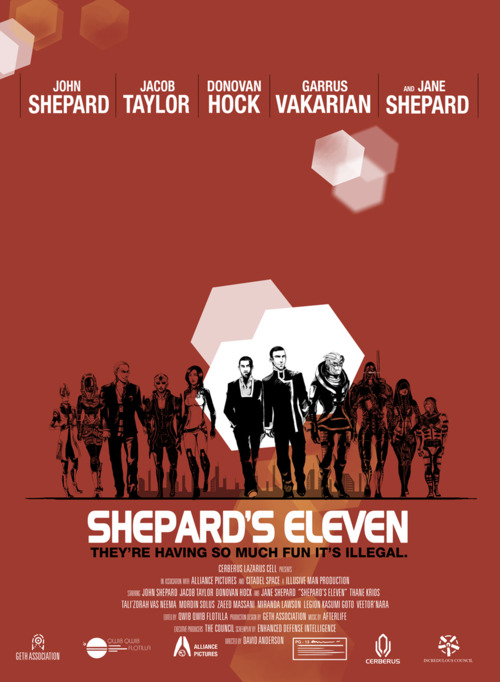 JOHN SHEPARD
JACOB TAYLOR
DONOVAN HOCK
GARRUS VAKARIAN
AND JANE SHEPARD
SHEPARD'S ELEVEN
THEY'RE HAVING SO MUCH FUN IT'S ILLEGAL.
CERBERUS LAZARUS CELL PRESENTS
IN ASSOCIATION WITH ALLIANCE PICTURES AND CITADEL SPACE A ILLUSIVE MAN PRODUCTION
STARRING JOHN SHEPARD JACOB TAYLOR DONOVAN HOCK AND JANE SHEPARD "SHEPARD'S ELEVEN" THANE KRIOS
TALI'ZORAH VAS NEEMA MORDIN SOLUS ZAEED MASSANI MIRANDA LAWSON LEGION KASUMI GOTO VEETOR'NARA
EDITED BY QWIB QWIB FLOTILLA PRODUCTION DESIGN BY GETH ASSOCIATION MUSIC BY AFTERLIFE
EXECUTIVE PRODUCERS THE COUNCIL SCREENPLAY BY ENHANCED DEFENSE INTELLIGENCE
DIRECTED BY DAVID ANDERSON
GETH ASSOCIATION
QWIB QWIB
FLOTILLA
ALLIANCE
PICTURES
PG-13
CERBERUS
INCREDULOUS COUNCIL